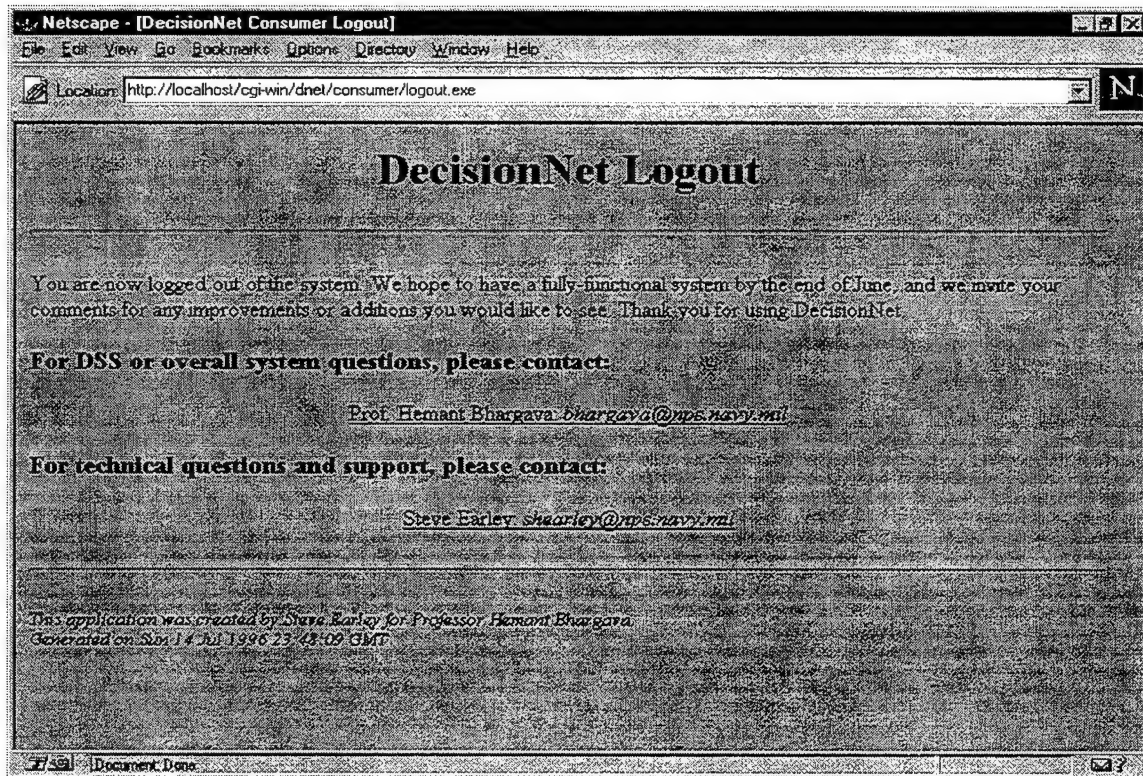 Netscape - [DecisionNet Consumer Logout]
File Edit View Go Bookmarks Options Directory Window Help
Location: http://localhost/cgi-win/dnet/consumer/logout.exe
N
DecisionNet Logout
You are now logged out of the system. We hope to have a fully-functional system by the end of June, and we invite your
comments for any improvements or additions you would like to see. Thank you for using DecisionNet.
For DSS or overall system questions, please contact:
Prof. Hemant Bhargava: bhargava@nps.navy.mil
For technical questions and support, please contact:
Steve Earley: shearley@nps.navy.mil
This application was created by Steve Earley for Professor Hemant Bhargava.
Generated on Sun 14 Jul 1996 23:48:09 GMT
Document: Done
?